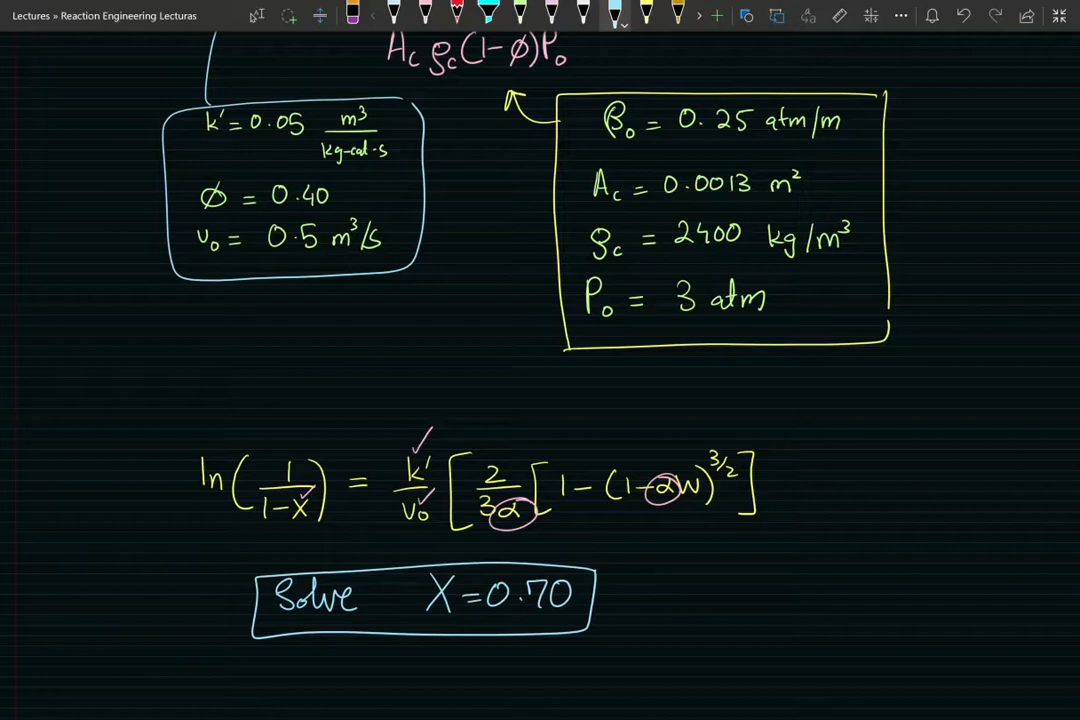 Lectures » Reaction Engineering Lecturas
A_c ρ_c (1-ϕ) P_0
k' = 0.05 m³/kg-cat·s
ϕ = 0.40
v_0 = 0.5 m³/s
β_0 = 0.25 atm/m
A_c = 0.0013 m²
ρ_c = 2400 kg/m³
P_0 = 3 atm
ln(1/(1-X)) = k'/v_0 [2/3α [1-(1-αW)^3/2]
Solve X = 0.70